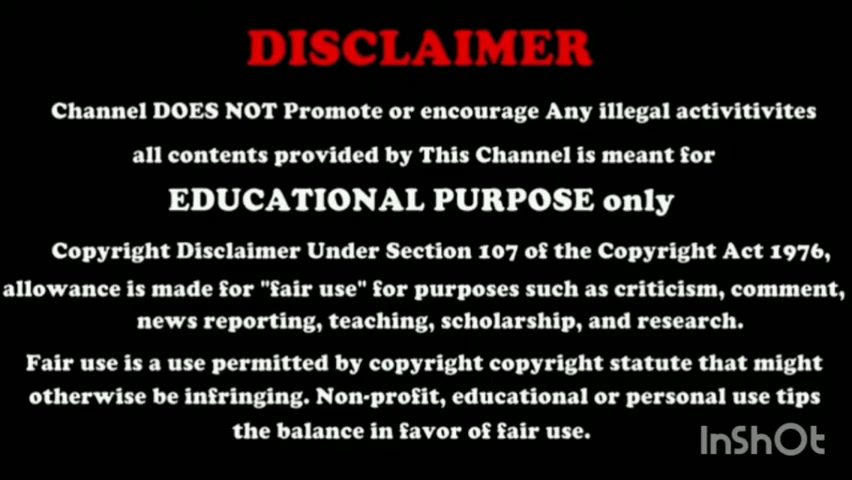 DISCLAIMER
Channel DOES NOT Promote or encourage Any illegal activitivites
all contents provided by This Channel is meant for
EDUCATIONAL PURPOSE only
Copyright Disclaimer Under Section 107 of the Copyright Act 1976,
allowance is made for "fair use" for purposes such as criticism, comment,
news reporting, teaching, scholarship, and research.
Fair use is a use permitted by copyright copyright statute that might
otherwise be infringing. Non-profit, educational or personal use tips
the balance in favor of fair use.
InShOt